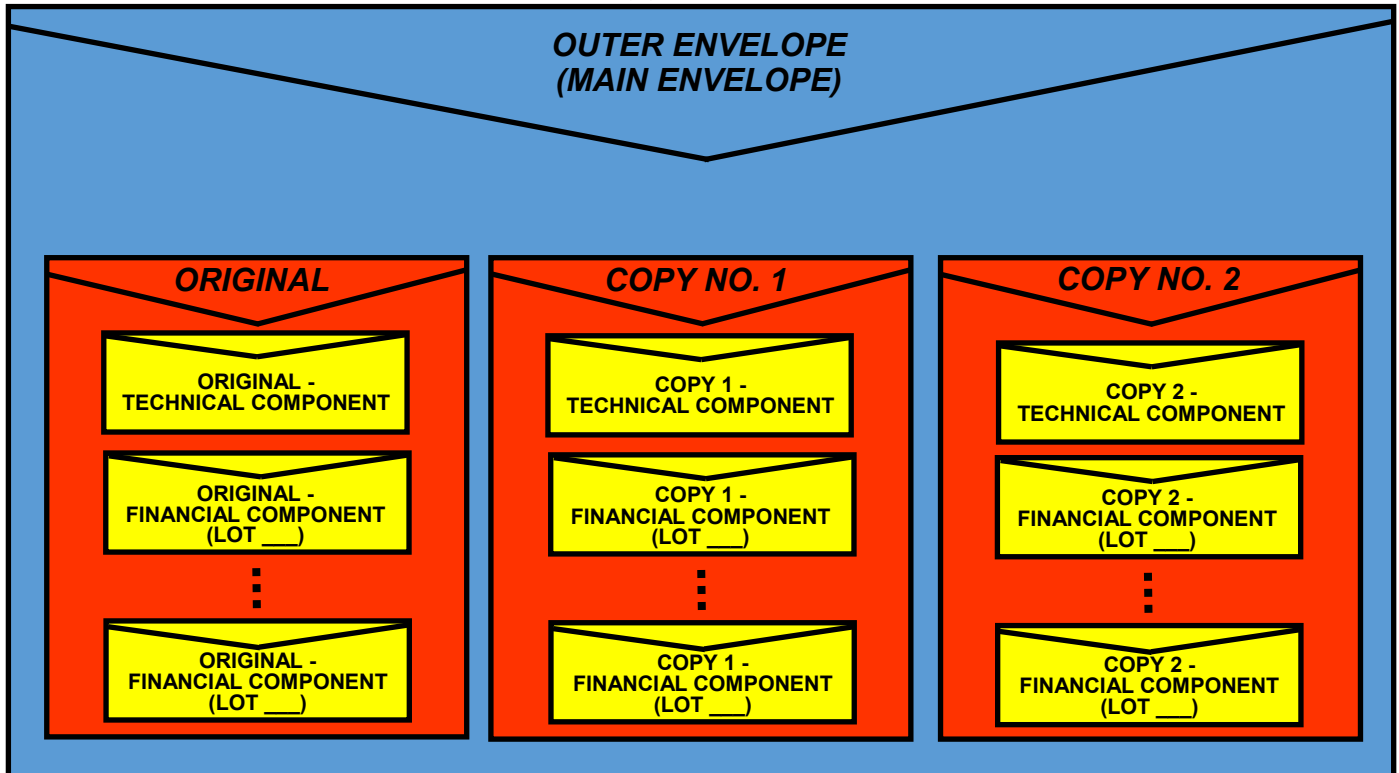 OUTER ENVELOPE
(MAIN ENVELOPE)
ORIGINAL
ORIGINAL -
TECHNICAL COMPONENT
ORIGINAL -
FINANCIAL COMPONENT
(LOT ___)
ORIGINAL -
FINANCIAL COMPONENT
(LOT ___)
COPY NO. 1
COPY 1 -
TECHNICAL COMPONENT
COPY 1 -
FINANCIAL COMPONENT
(LOT ___)
COPY 1 -
FINANCIAL COMPONENT
(LOT ___)
COPY NO. 2
COPY 2 -
TECHNICAL COMPONENT
COPY 2 -
FINANCIAL COMPONENT
(LOT ___)
COPY 2 -
FINANCIAL COMPONENT
(LOT ___)